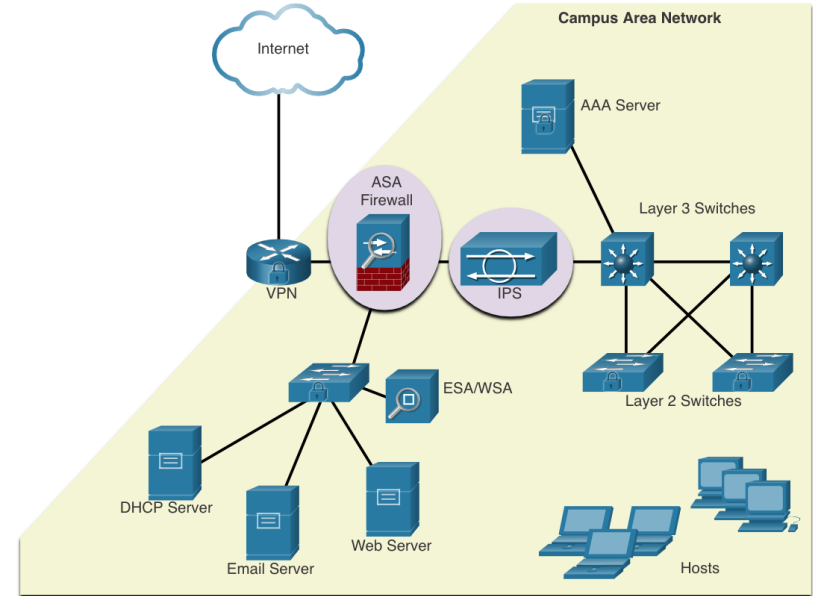 Campus Area Network
Internet
AAA Server
ASA
Firewall
Layer 3 Switches
VPN
IPS
ESA/WSA
Layer 2 Switches
DHCP Server
Web Server
Email Server
Hosts